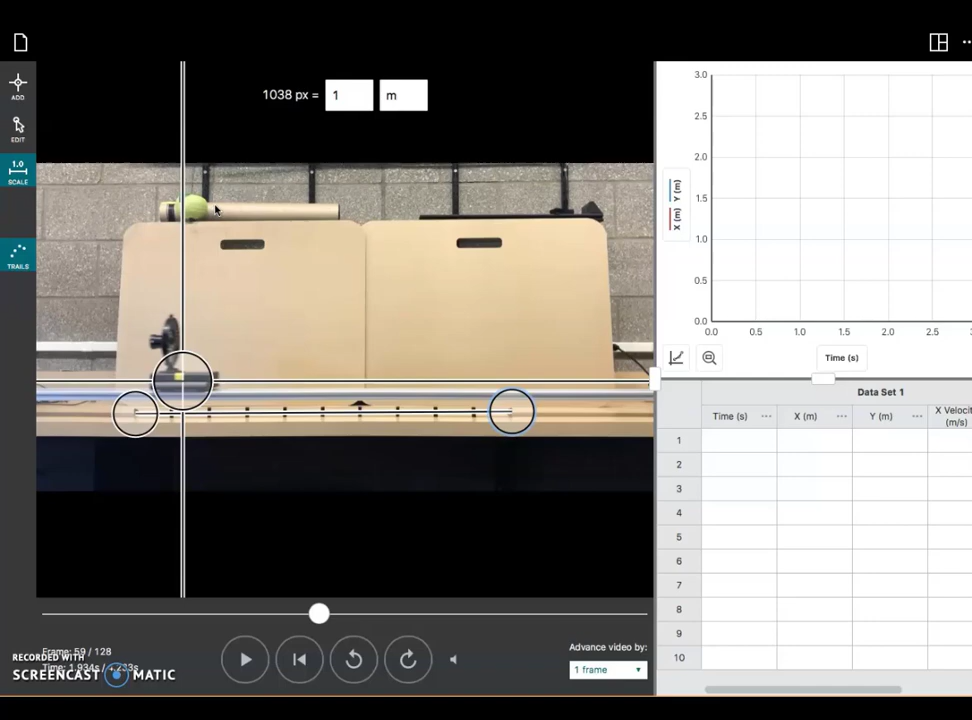 ADD
EDIT
1.0
SCALE
TRAILS
1038 px = 1 m
3.0
2.5
2.0
1.5
1.0
0.5
0.0
X (m) Y (m)
0.0 0.5 1.0 1.5 2.0 2.5
Time (s)
Data Set 1
Time (s) ... X (m) ... Y (m) ... X Velocit
(m/s)
1
2
3
4
5
6
7
8
9
10
Frame: 59 / 128
RECORDED WITH
SCREENCAST MATIC
Advance video by:
1 frame